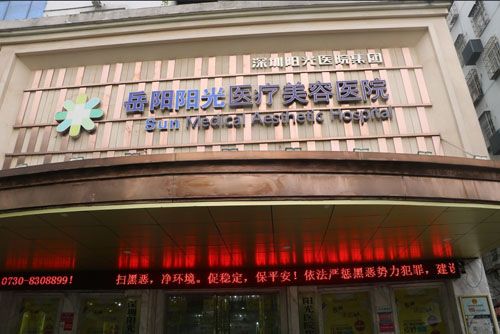 深圳阳光医院集团
岳阳阳光医疗美容医院
Sun Medical Aesthetic Hospital
0730-8308899! 扫黑恶，净环境。促稳定，保平安！依法严惩黑恶势力犯罪，建设